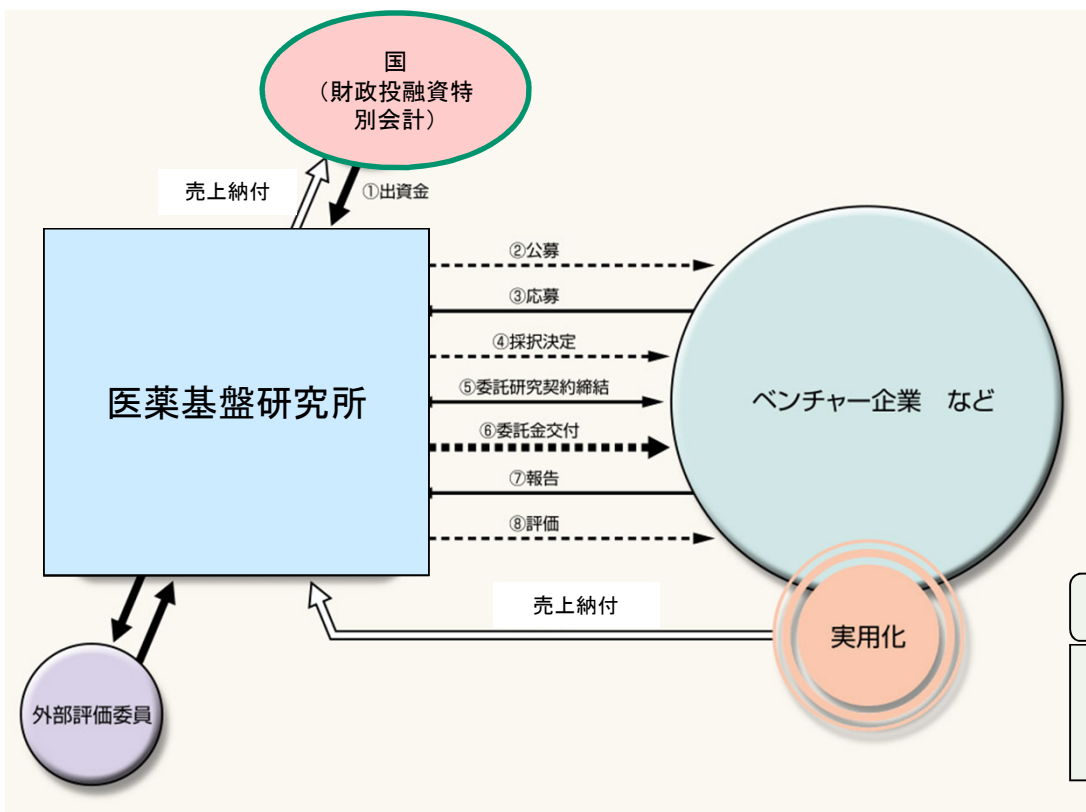 国
（財政投融資特
別会計）
売上納付
①出資金
②公募
③応募
④採択決定
⑤委託研究契約締結
⑥委託金交付
⑦報告
⑧評価
医薬基盤研究所
ベンチャー企業　など
売上納付
実用化
外部評価委員